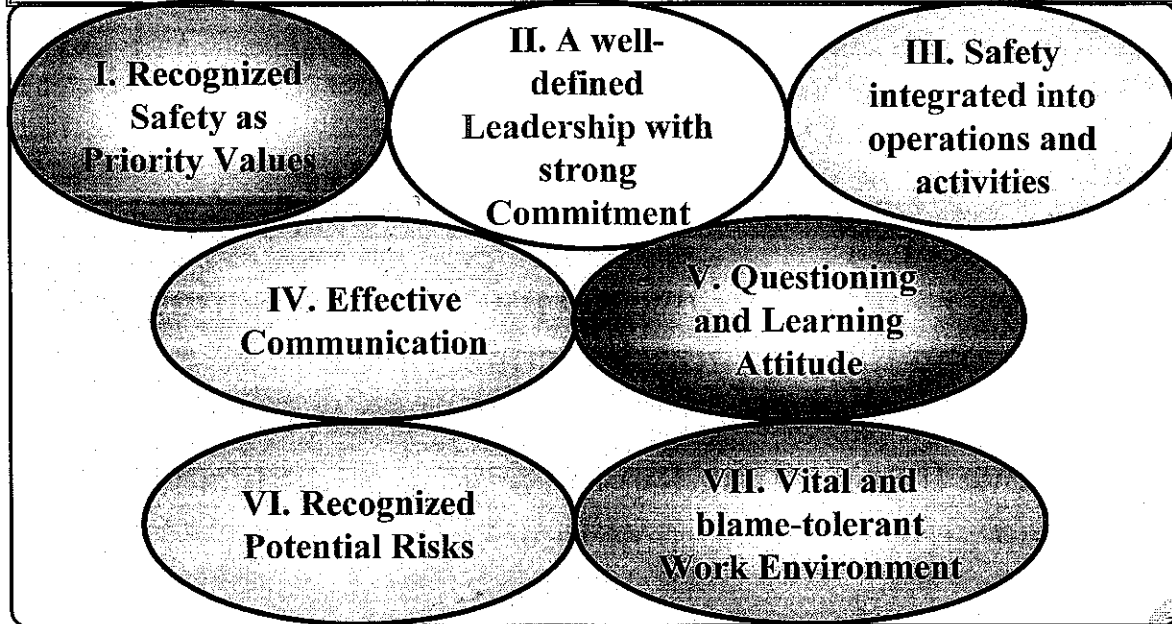 I. Recognized
Safety as
Priority Values
II. A well-
defined
Leadership with
strong
Commitment
III. Safety
integrated into
operations and
activities
IV. Effective
Communication
V. Questioning
and Learning
Attitude
VI. Recognized
Potential Risks
VII. Vital and
blame-tolerant
Work Environment